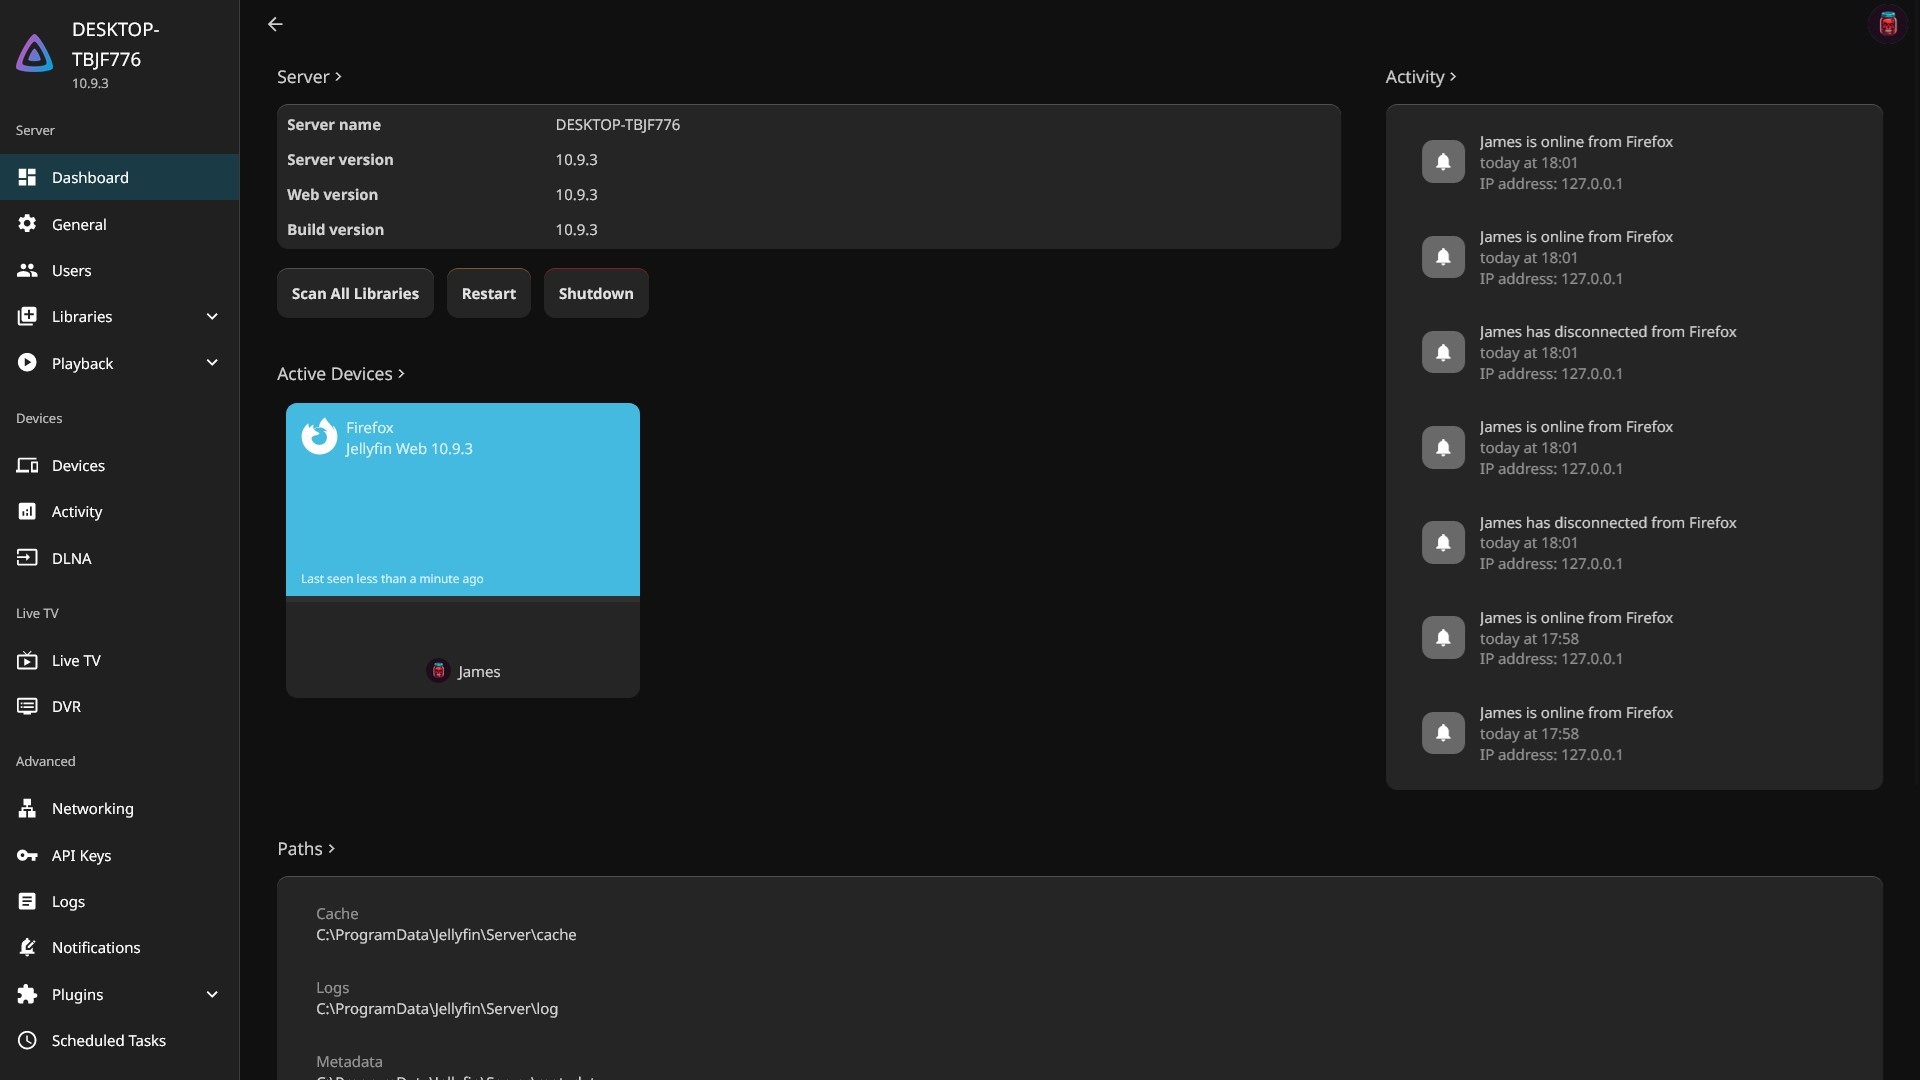 DESKTOP-
TBJF776
10.9.3
Server
Dashboard
General
Users
Libraries
Playback
Devices
Devices
Activity
DLNA
Live TV
Live TV
DVR
Advanced
Networking
API Keys
Logs
Notifications
Plugins
Scheduled Tasks
Server
Server name DESKTOP-TBJF776
Server version 10.9.3
Web version 10.9.3
Build version 10.9.3
Scan All Libraries Restart Shutdown
Active Devices
Firefox
Jellyfin Web 10.9.3
Last seen less than a minute ago
James
Activity
James is online from Firefox
today at 18:01
IP address: 127.0.0.1
James is online from Firefox
today at 18:01
IP address: 127.0.0.1
James has disconnected from Firefox
today at 18:01
IP address: 127.0.0.1
James is online from Firefox
today at 18:01
IP address: 127.0.0.1
James has disconnected from Firefox
today at 18:01
IP address: 127.0.0.1
James is online from Firefox
today at 17:58
IP address: 127.0.0.1
James is online from Firefox
today at 17:58
IP address: 127.0.0.1
Paths
Cache
C:\ProgramData\Jellyfin\Server\cache
Logs
C:\ProgramData\Jellyfin\Server\log
Metadata